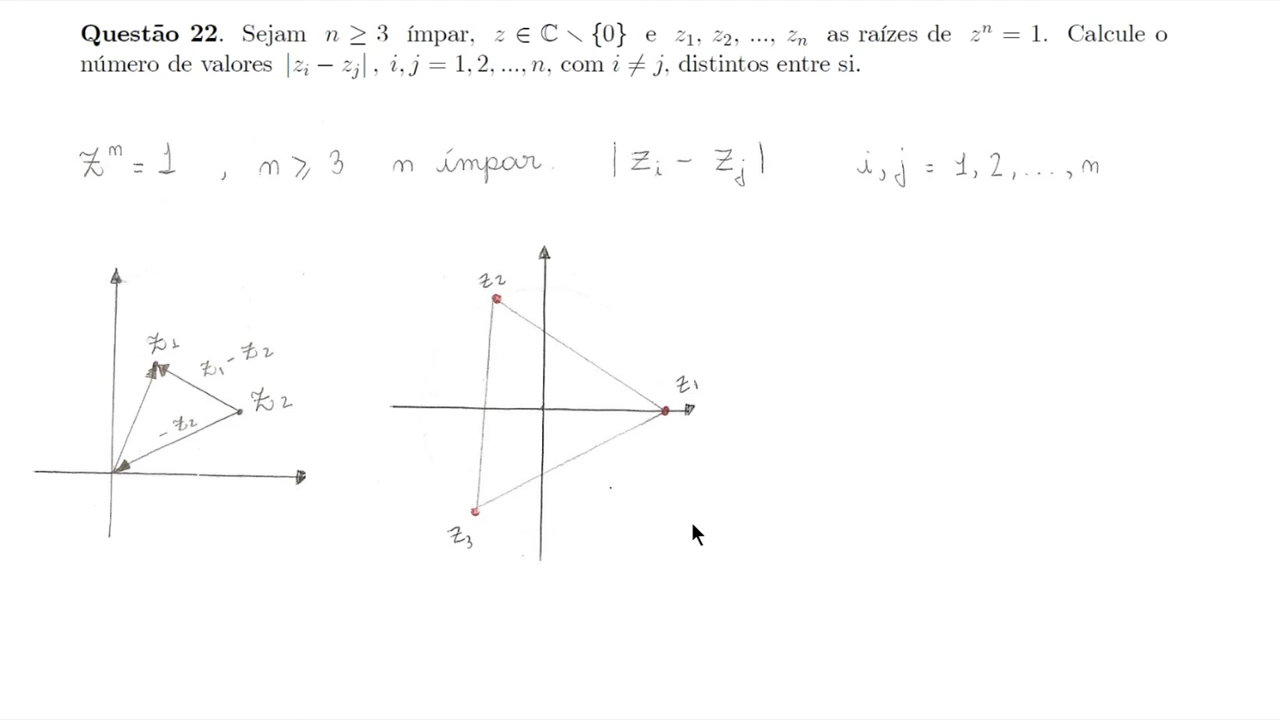 Questão 22. Sejam n ≥ 3 ímpar, z ∈ ℂ ∖ {0} e z₁, z₂, ..., zₙ as raízes de zⁿ = 1. Calcule o
número de valores |zᵢ − zⱼ| , i, j = 1, 2, ..., n, com i ≠ j, distintos entre si.
zⁿ = 1 , n ⩾ 3 n ímpar. |zᵢ − zⱼ| i, j = 1, 2, ..., n
z₂
z₁
z₁ - z₂
z₁
z₂
-z₂
z₃